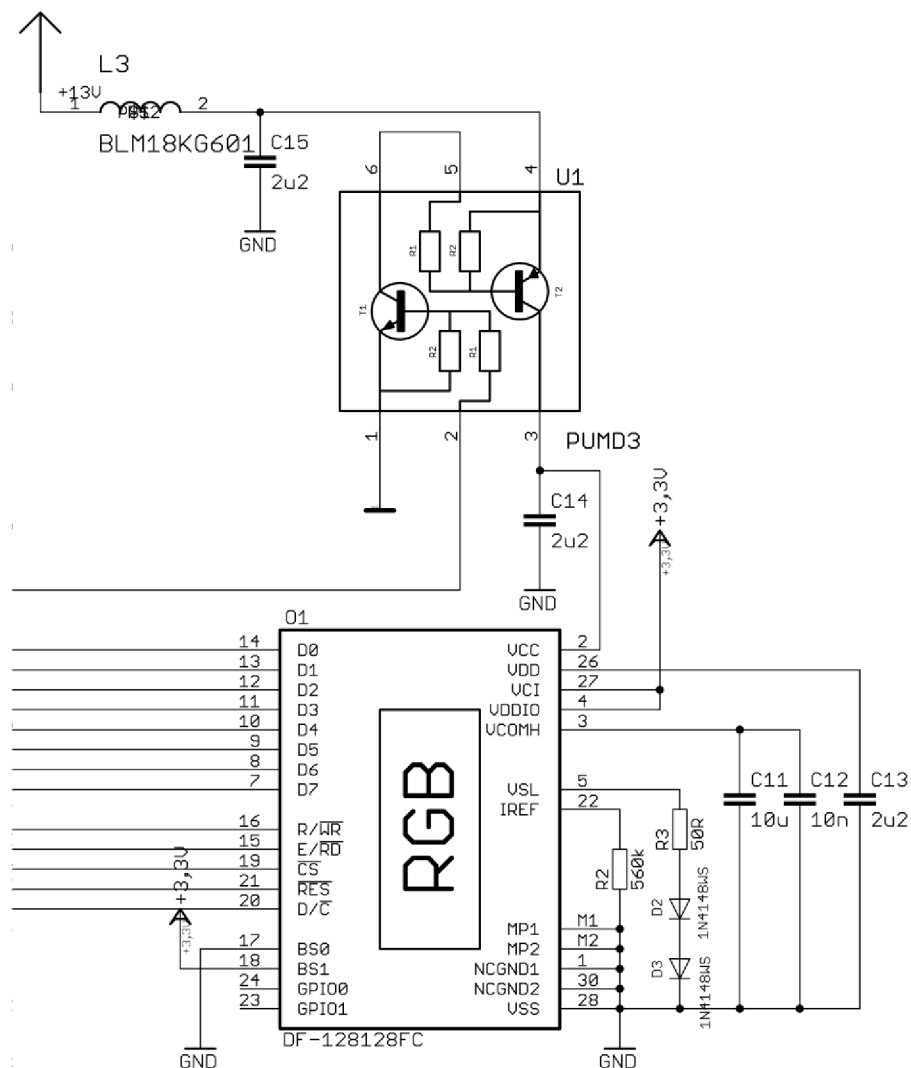 L3
+13V
1
2
BLM18KG601
C15
2u2
GND
6
5
4
U1
R1
R2
T2
T1
R2
R1
1
2
3
PUMD3
C14
2u2
GND
+3,3V
+3,3V
O1
14 D0
13 D1
12 D2
11 D3
10 D4
9 D5
8 D6
7 D7
16 R/W̅R̅
15 E/R̅D̅
19 C̅S̅
21 R̅E̅S̅
20 D/C̅
17 BS0
18 BS1
24 GPIO0
23 GPIO1
+3,3V
+3,3V
GND
RGB
VCC 2
VDD 26
VCI 27
VDDIO 4
VCOMH 3
VSL 5
IREF 22
MP1 M1
MP2 M2
NCGND1 1
NCGND2 30
VSS 28
DF-128128FC
R2
560k
R3
50R
D2
1N4148WS
D3
1N4148WS
C11
10u
C12
10n
C13
2u2
GND